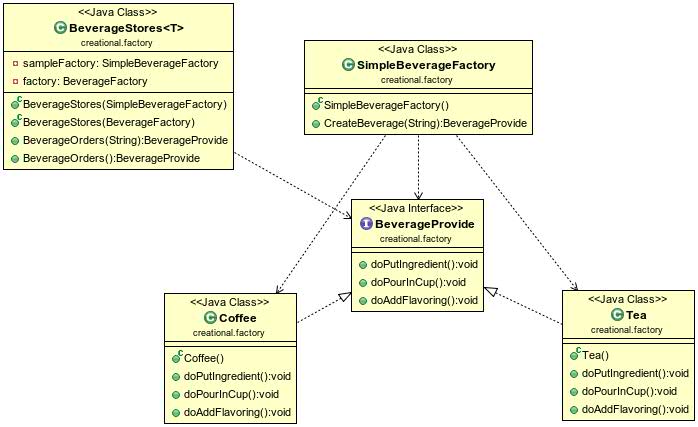 <<Java Class>>
BeverageStores<T>
creational.factory
sampleFactory: SimpleBeverageFactory
factory: BeverageFactory
BeverageStores(SimpleBeverageFactory)
BeverageStores(BeverageFactory)
BeverageOrders(String):BeverageProvide
BeverageOrders():BeverageProvide
<<Java Class>>
SimpleBeverageFactory
creational.factory
SimpleBeverageFactory()
CreateBeverage(String):BeverageProvide
<<Java Interface>>
BeverageProvide
creational.factory
doPutIngredient():void
doPourInCup():void
doAddFlavoring():void
<<Java Class>>
Coffee
creational.factory
Coffee()
doPutIngredient():void
doPourInCup():void
doAddFlavoring():void
<<Java Class>>
Tea
creational.factory
Tea()
doPutIngredient():void
doPourInCup():void
doAddFlavoring():void